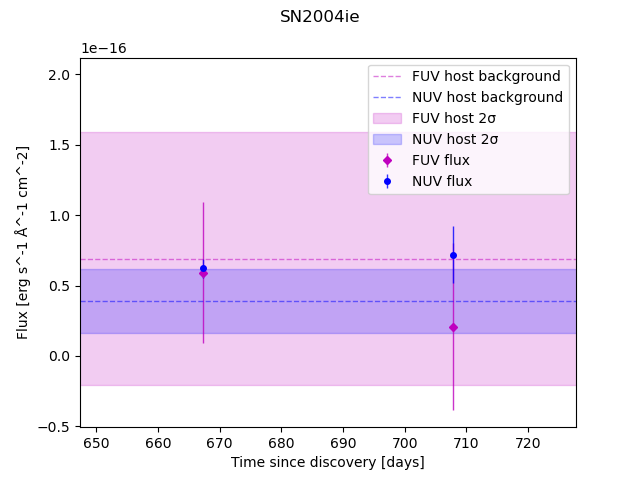 SN2004ie
1e−16
2.0
1.5
1.0
0.5
0.0
−0.5
650
660
670
680
690
700
710
720
Time since discovery [days]
Flux [erg s^-1 Å^-1 cm^-2]
FUV host background
NUV host background
FUV host 2σ
NUV host 2σ
FUV flux
NUV flux